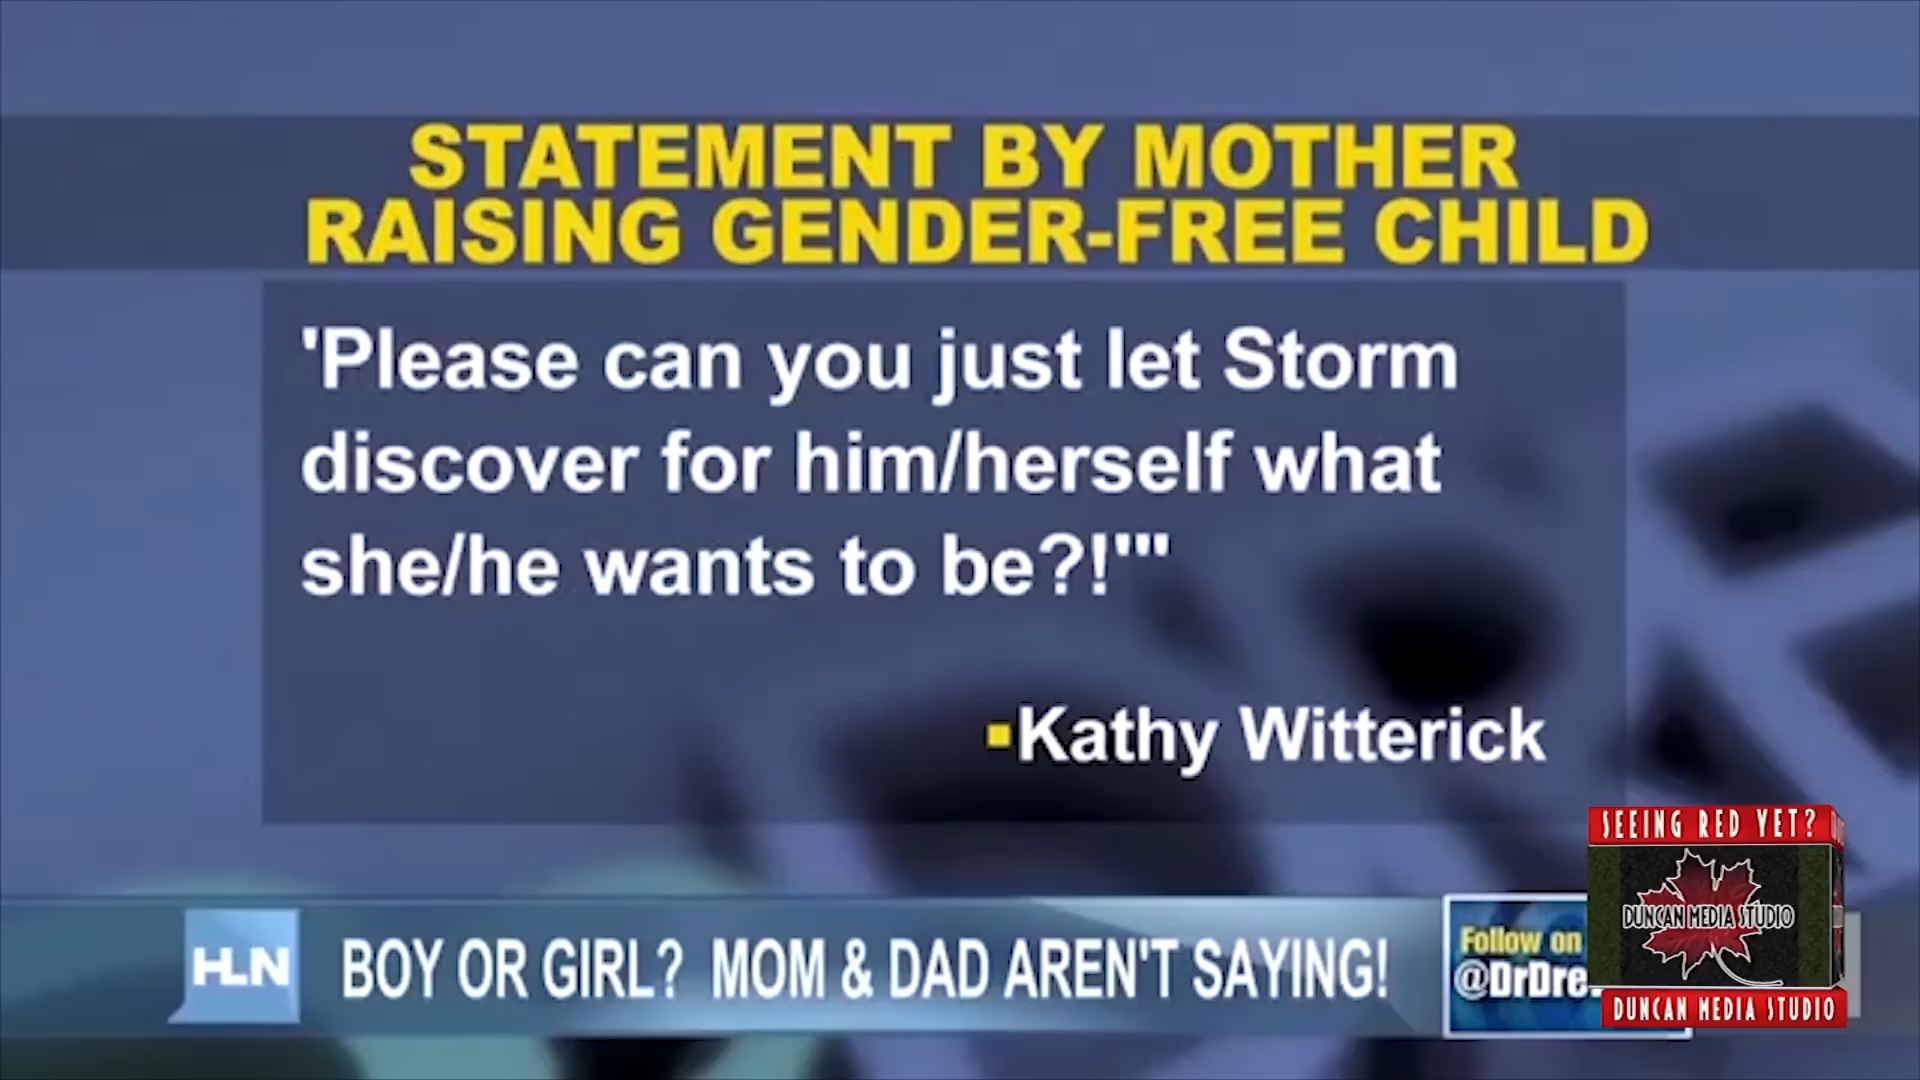 STATEMENT BY MOTHER
RAISING GENDER-FREE CHILD
'Please can you just let Storm
discover for him/herself what
she/he wants to be?!'"
Kathy Witterick
SEEING RED YET?
DUNCAN MEDIA STUDIO
HLN
BOY OR GIRL? MOM & DAD AREN'T SAYING!
Follow on
DUNCAN MEDIA STUDIO